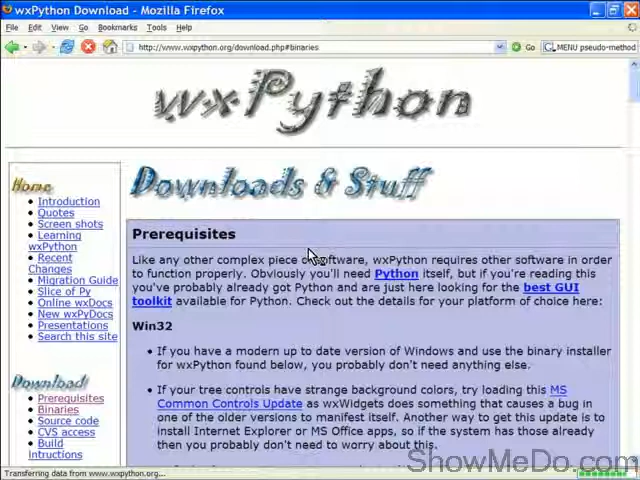 wxPython Download - Mozilla Firefox
File Edit View Go Bookmarks Tools Help
http://www.wxpython.org/download.php#binaries Go MENU pseudo-method
wxPython
Home
Introduction
Quotes
Screen shots
Learning
wxPython
Recent
Changes
Migration Guide
Slice of Py
Online wxDocs
New wxPyDocs
Presentations
Search this site
Download!
Prerequisites
Binaries
Source code
CVS access
Build
Intructions
Downloads & Stuff
Prerequisites
Like any other complex piece of software, wxPython requires other software in order
to function properly. Obviously you'll need Python itself, but if you're reading this
you've probably already got Python and are just here looking for the best GUI
toolkit available for Python. Check out the details for your platform of choice here:
Win32
If you have a modern up to date version of Windows and use the binary installer
for wxPython found below, you probably don't need anything else.
If your tree controls have strange background colors, try loading this MS
Common Controls Update as wxWidgets does something that causes a bug in
one of the older versions to manifest itself. Another way to get this update is to
install Internet Explorer or MS Office apps, so if the system has those already
then you probably don't need to worry about this.
Transferring data from www.wxpython.org...
ShowMeDo.com